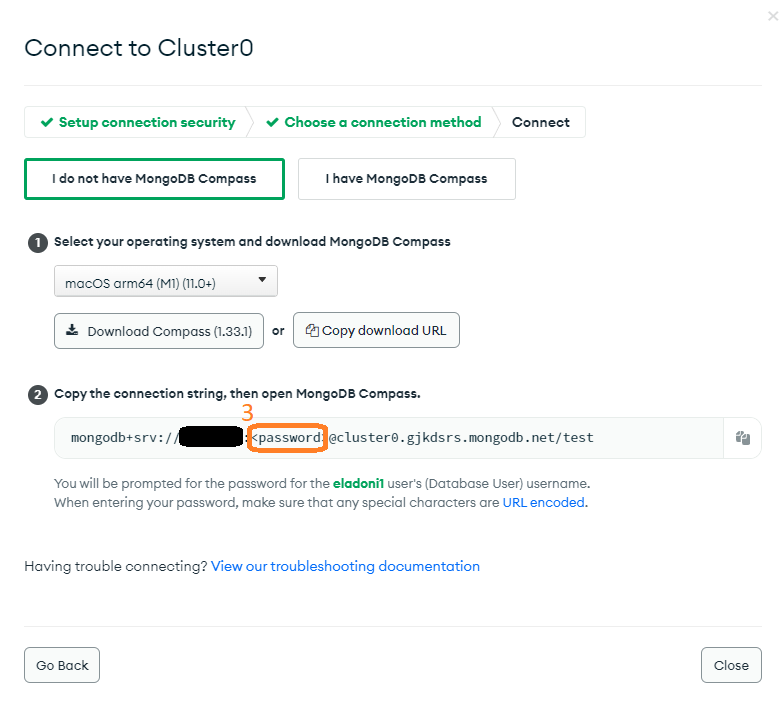 Connect to Cluster0
Setup connection security
Choose a connection method
Connect
I do not have MongoDB Compass
I have MongoDB Compass
1 Select your operating system and download MongoDB Compass
macOS arm64 (M1) (11.0+)
Download Compass (1.33.1) or Copy download URL
2 Copy the connection string, then open MongoDB Compass.
3
mongodb+srv:// :<password>@cluster0.gjkdsrs.mongodb.net/test
You will be prompted for the password for the eladoni1 user's (Database User) username.
When entering your password, make sure that any special characters are URL encoded.
Having trouble connecting? View our troubleshooting documentation
Go Back
Close